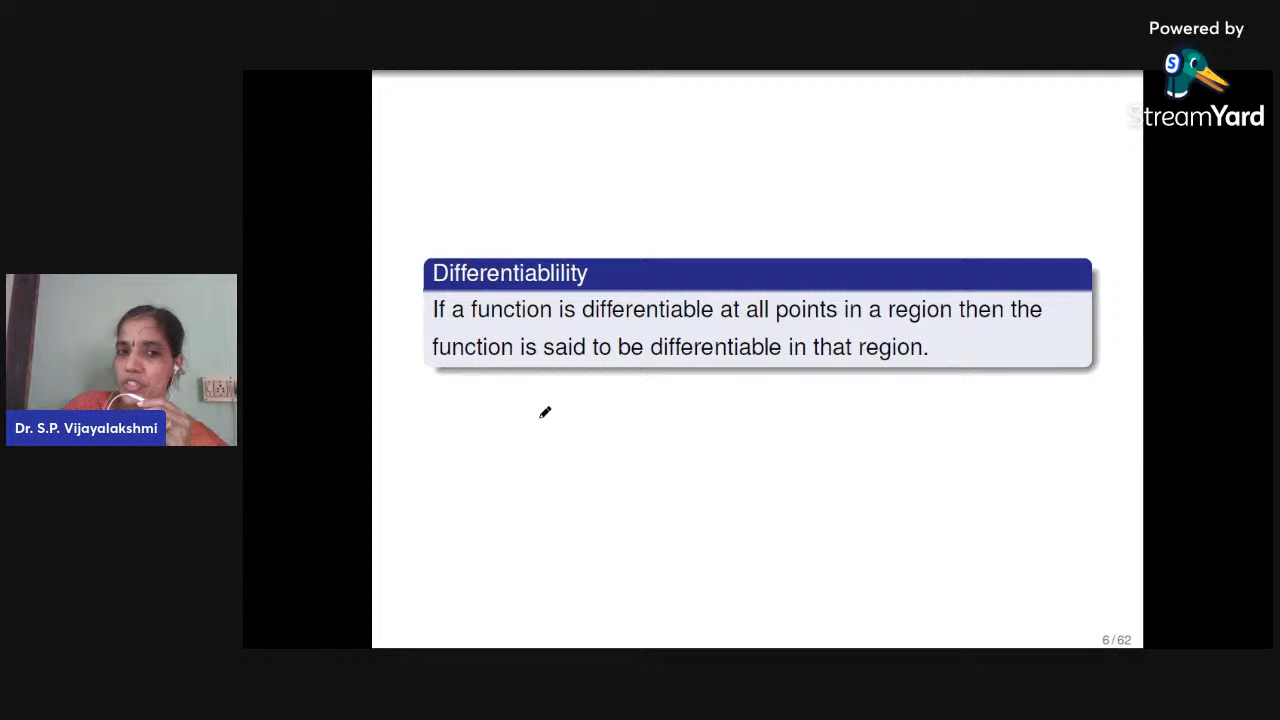 Powered by
StreamYard
Differentiablility
If a function is differentiable at all points in a region then the
function is said to be differentiable in that region.
Dr. S.P. Vijayalakshmi
6 / 62